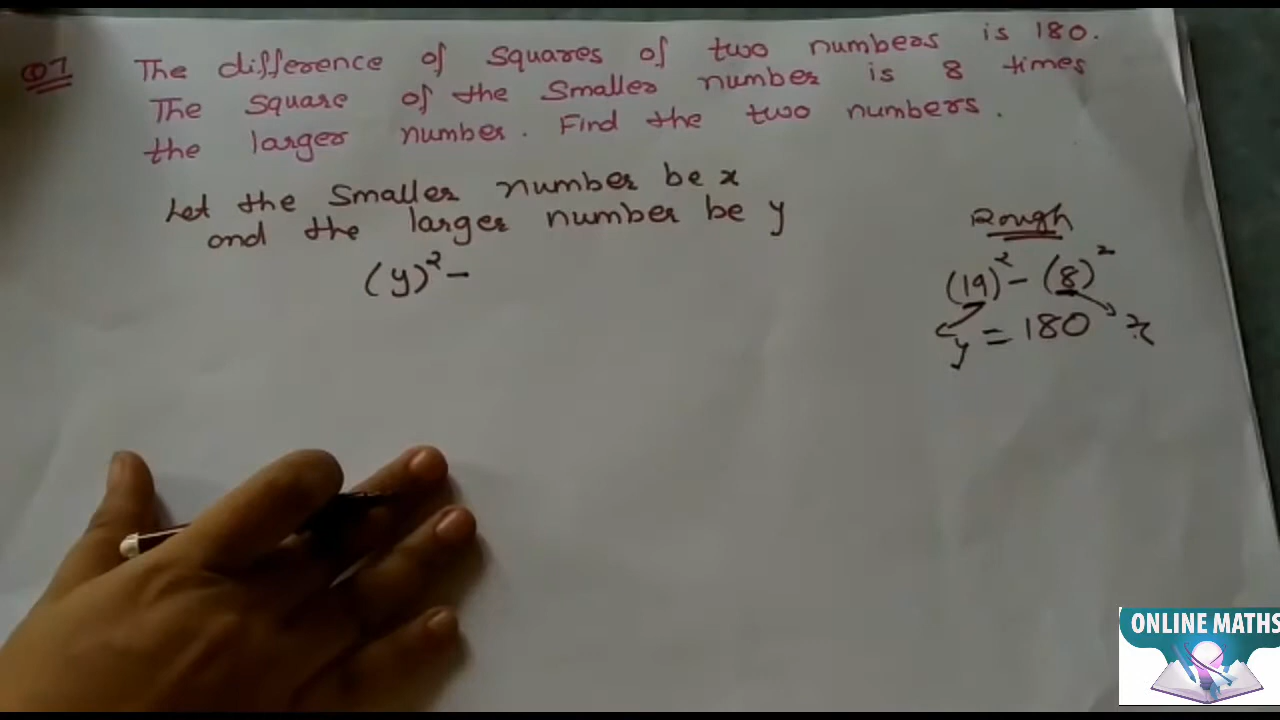 Q7 The difference of squares of two numbers is 180.
The square of the smaller number is 8 times
the larger number. Find the two numbers.
Let the smaller number be x
and the larger number be y
(y)² −
Rough
(19)² − (8)²
y = 180 x
ONLINE MATHS